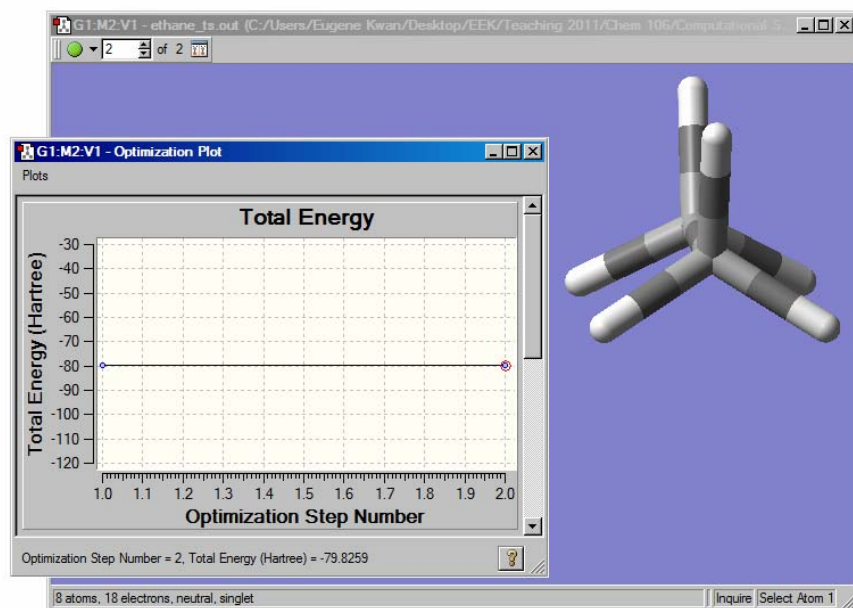 G1:M2:V1 - ethane_ts.out (C:/Users/Eugene Kwan/Desktop/EEK/Teaching 2011/Chem 106/Computational S
2 of 2
G1:M2:V1 - Optimization Plot
Plots
Total Energy
Total Energy (Hartree)
-30
-40
-50
-60
-70
-80
-90
-100
-110
-120
1.0 1.1 1.2 1.3 1.4 1.5 1.6 1.7 1.8 1.9 2.0
Optimization Step Number
Optimization Step Number = 2, Total Energy (Hartree) = -79.8259
8 atoms, 18 electrons, neutral, singlet
Inquire
Select Atom 1